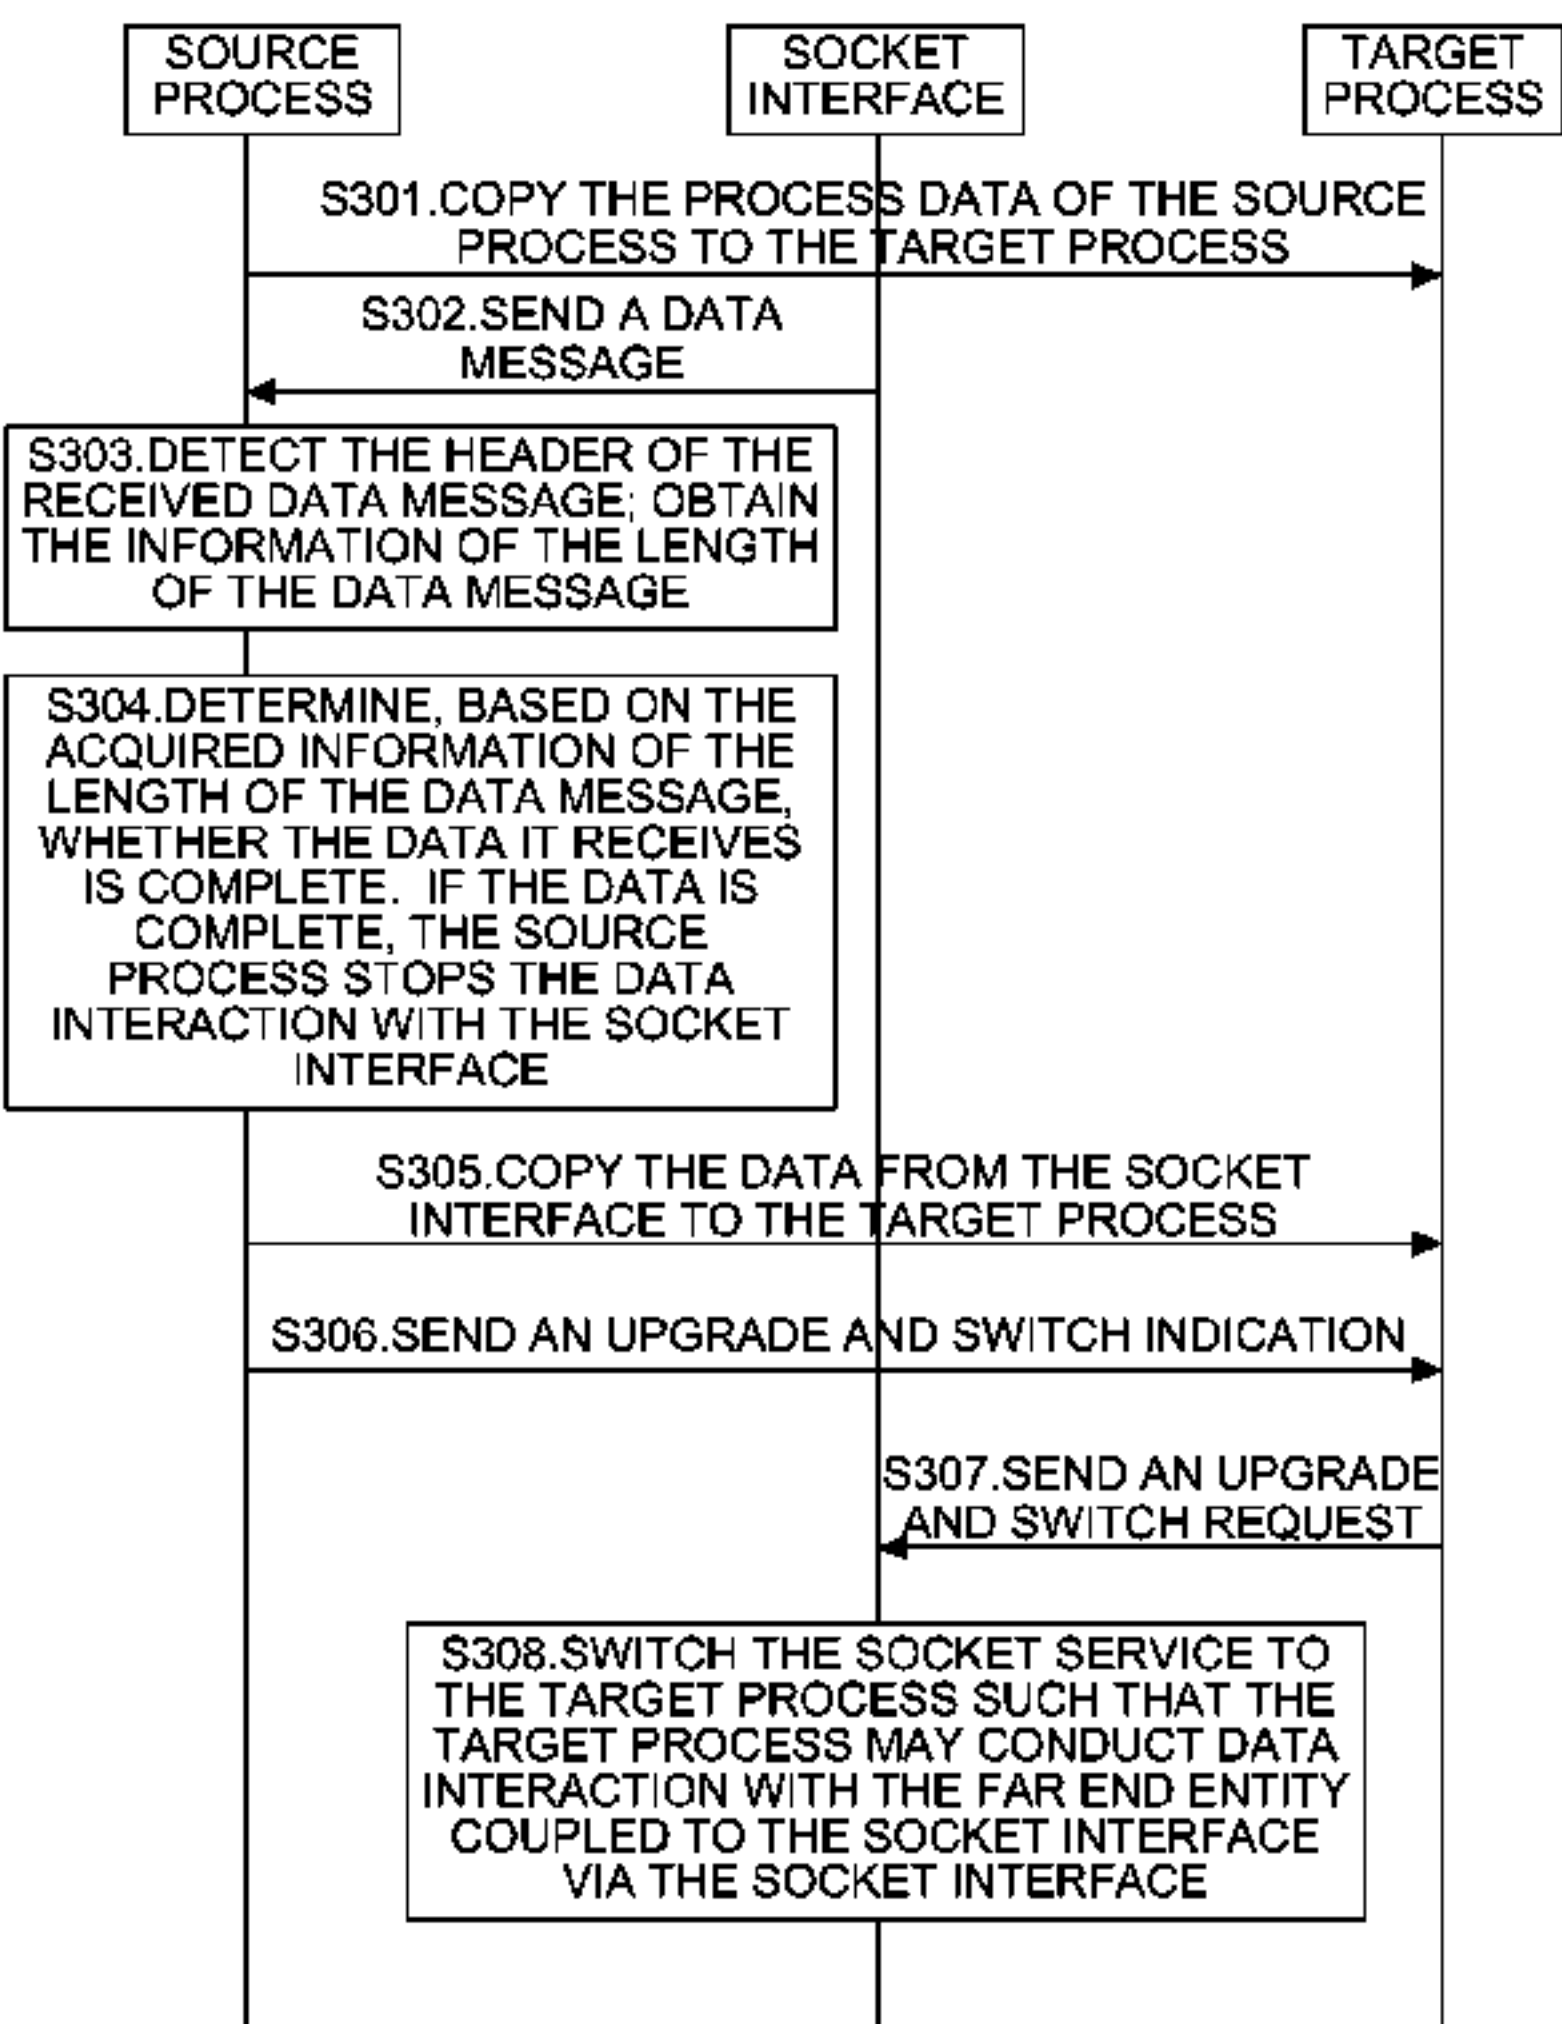 SOURCE
PROCESS
SOCKET
INTERFACE
TARGET
PROCESS
S301.COPY THE PROCESS DATA OF THE SOURCE
PROCESS TO THE TARGET PROCESS
S302.SEND A DATA
MESSAGE
S303.DETECT THE HEADER OF THE
RECEIVED DATA MESSAGE; OBTAIN
THE INFORMATION OF THE LENGTH
OF THE DATA MESSAGE
S304.DETERMINE, BASED ON THE
ACQUIRED INFORMATION OF THE
LENGTH OF THE DATA MESSAGE,
WHETHER THE DATA IT RECEIVES
IS COMPLETE. IF THE DATA IS
COMPLETE, THE SOURCE
PROCESS STOPS THE DATA
INTERACTION WITH THE SOCKET
INTERFACE
S305.COPY THE DATA FROM THE SOCKET
INTERFACE TO THE TARGET PROCESS
S306.SEND AN UPGRADE AND SWITCH INDICATION
S307.SEND AN UPGRADE
AND SWITCH REQUEST
S308.SWITCH THE SOCKET SERVICE TO
THE TARGET PROCESS SUCH THAT THE
TARGET PROCESS MAY CONDUCT DATA
INTERACTION WITH THE FAR END ENTITY
COUPLED TO THE SOCKET INTERFACE
VIA THE SOCKET INTERFACE